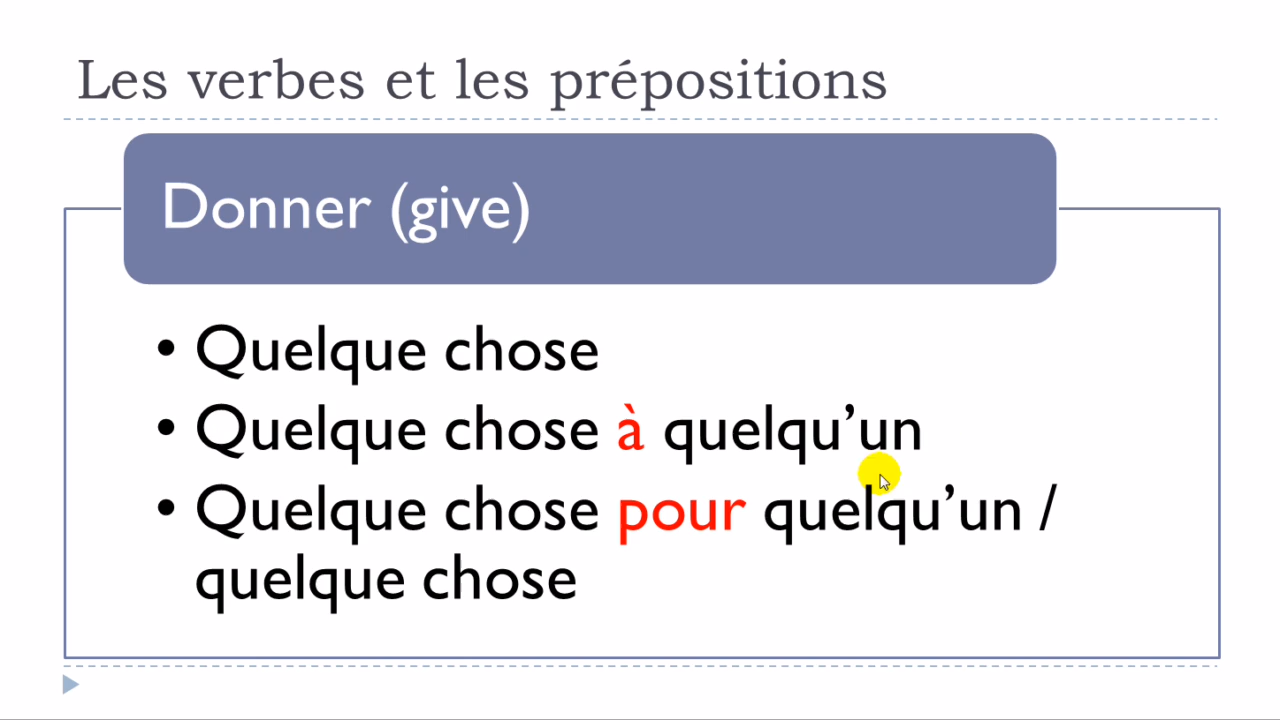 Les verbes et les prépositions
Donner (give)
• Quelque chose
• Quelque chose à quelqu’un
• Quelque chose pour quelqu’un /
quelque chose